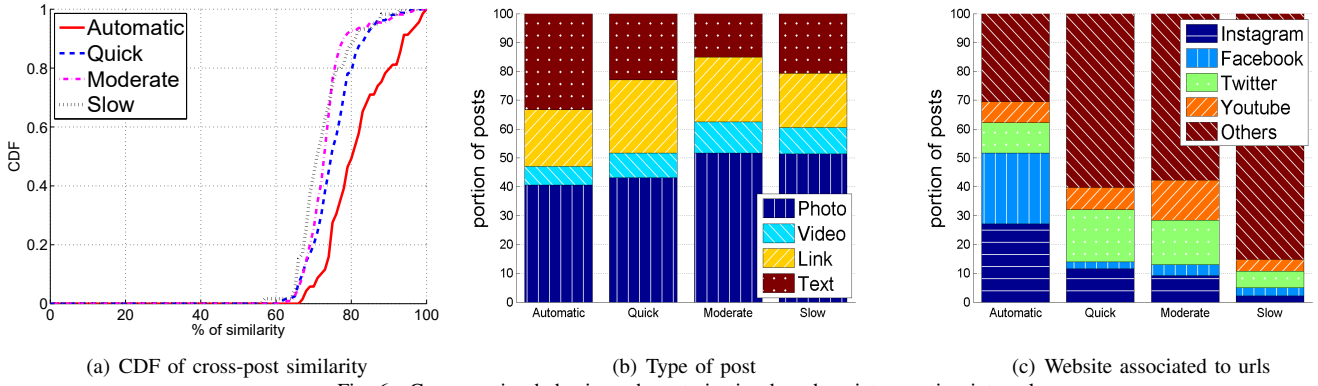 1
0.8
0.6
0.4
0.2
0
CDF
0 20 40 60 80 100
% of similarity
Automatic
Quick
Moderate
Slow
(a) CDF of cross-post similarity
100
90
80
70
60
50
40
30
20
10
0
portion of posts
Automatic Quick Moderate Slow
Photo
Video
Link
Text
(b) Type of post
100
90
80
70
60
50
40
30
20
10
0
portion of posts
Automatic Quick Moderate Slow
Instagram
Facebook
Twitter
Youtube
Others
(c) Website associated to urls